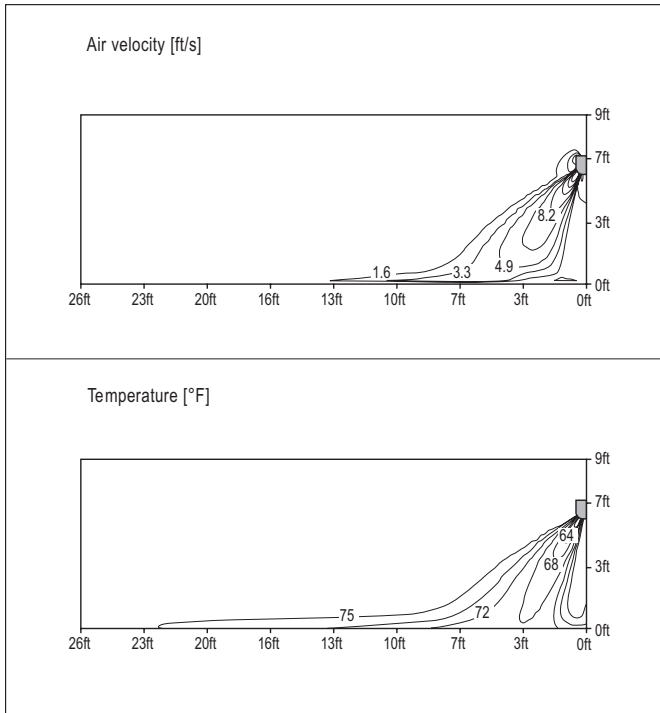 Air velocity [ft/s]
9ft
7ft
8.2
3ft
4.9
3.3
1.6
0ft
26ft 23ft 20ft 16ft 13ft 10ft 7ft 3ft 0ft
Temperature [°F]
9ft
7ft
64
68
3ft
72
75
0ft
26ft 23ft 20ft 16ft 13ft 10ft 7ft 3ft 0ft